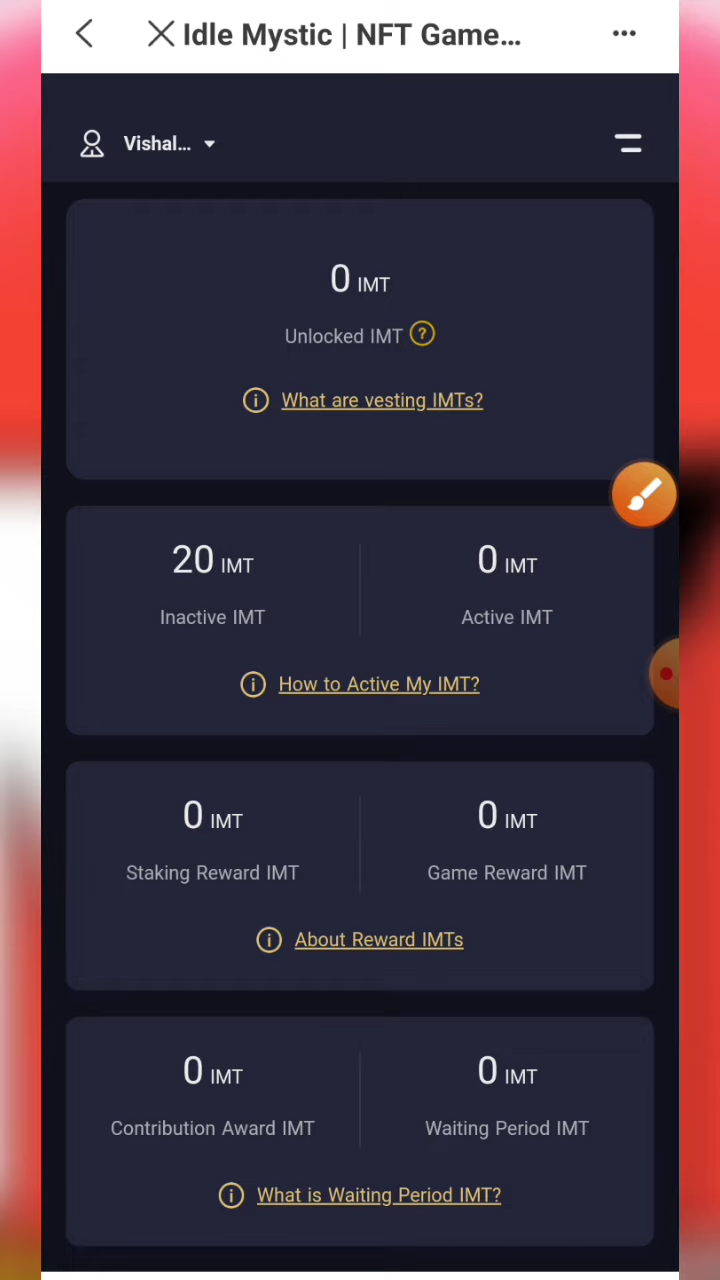 Idle Mystic | NFT Game...
Vishal...
0 IMT
Unlocked IMT ?
What are vesting IMTs?
20 IMT 0 IMT
Inactive IMT Active IMT
How to Active My IMT?
0 IMT 0 IMT
Staking Reward IMT Game Reward IMT
About Reward IMTs
0 IMT 0 IMT
Contribution Award IMT Waiting Period IMT
What is Waiting Period IMT?